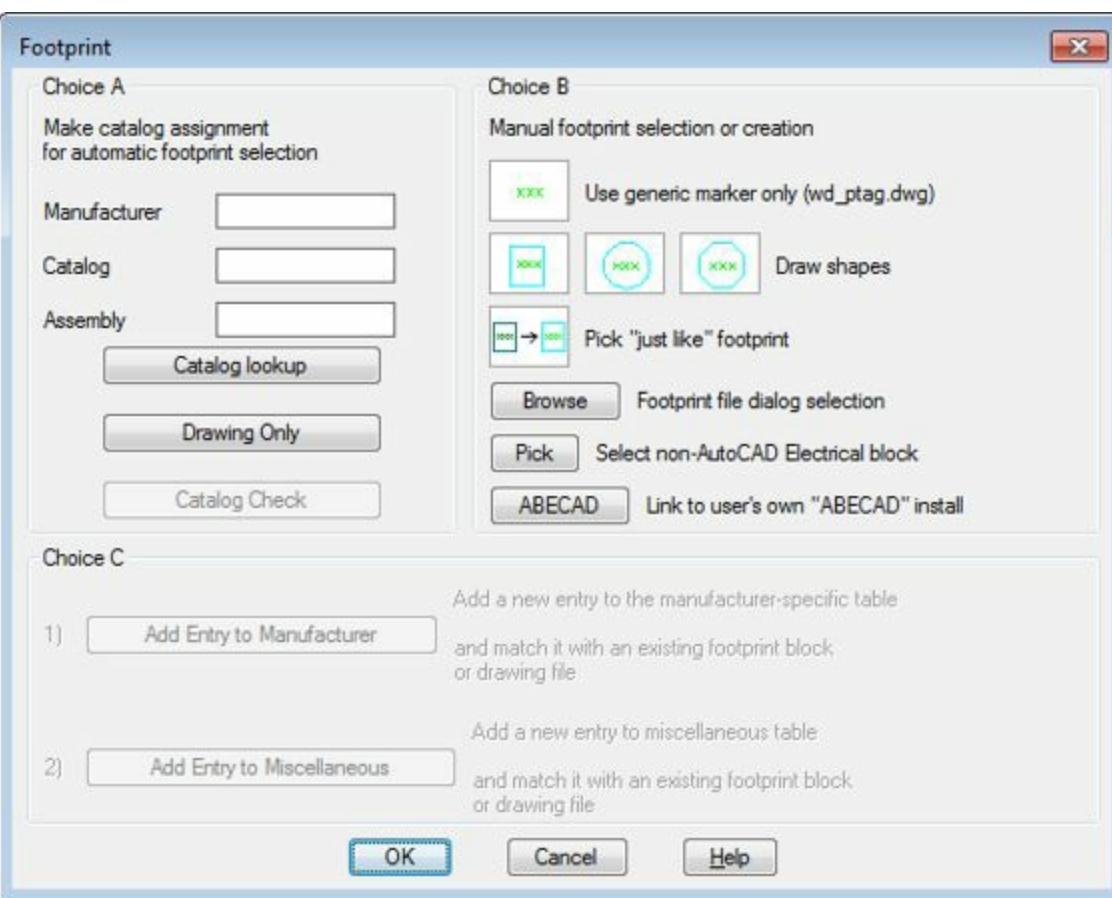 Footprint
Choice A
Make catalog assignment
for automatic footprint selection
Manufacturer
Catalog
Assembly
Catalog lookup
Drawing Only
Catalog Check
Choice B
Manual footprint selection or creation
xxx Use generic marker only (wd_ptag.dwg)
xxx xxx xxx Draw shapes
xxx → xxx Pick "just like" footprint
Browse Footprint file dialog selection
Pick Select non-AutoCAD Electrical block
ABECAD Link to user's own "ABECAD" install
Choice C
Add a new entry to the manufacturer-specific table
1) Add Entry to Manufacturer
and match it with an existing footprint block
or drawing file
Add a new entry to miscellaneous table
2) Add Entry to Miscellaneous
and match it with an existing footprint block
or drawing file
OK Cancel Help